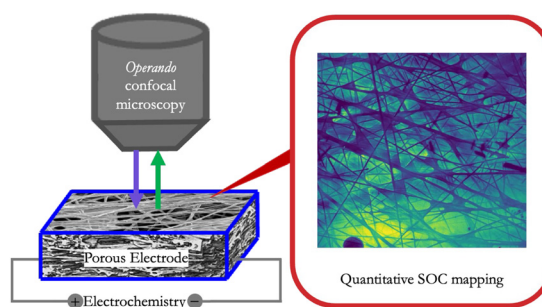 Operando
confocal
microscopy
Porous Electrode
+ Electrochemistry −
Quantitative SOC mapping